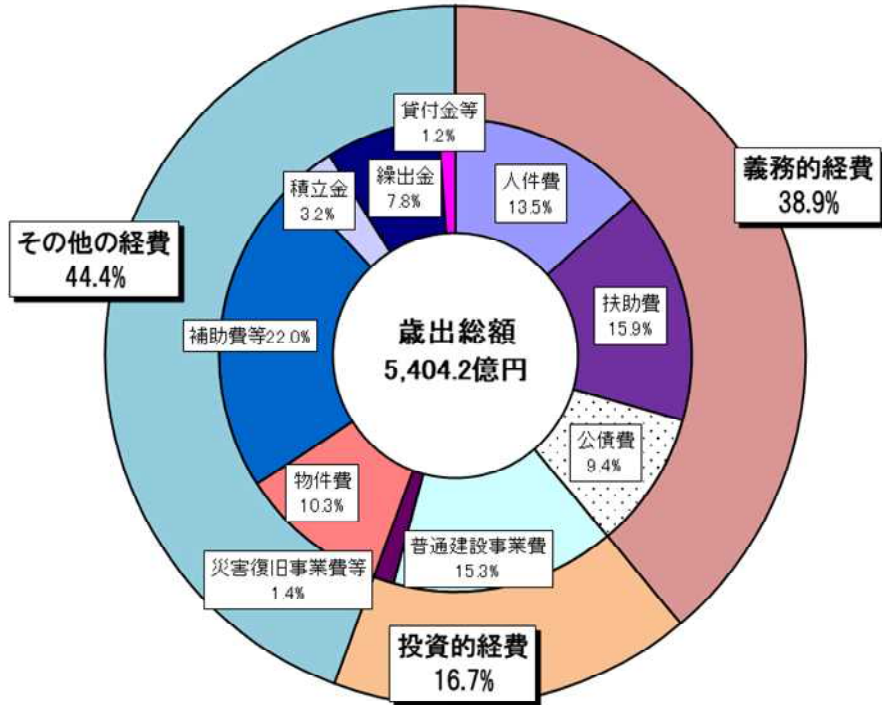 貸付金等
1.2%
人件費
13.5%
義務的経費
38.9%
繰出金
7.8%
積立金
3.2%
その他の経費
44.4%
扶助費
15.9%
補助費等22.0%
歳出総額
5,404.2億円
公債費
9.4%
物件費
10.3%
普通建設事業費
15.3%
災害復旧事業費等
1.4%
投資的経費
16.7%